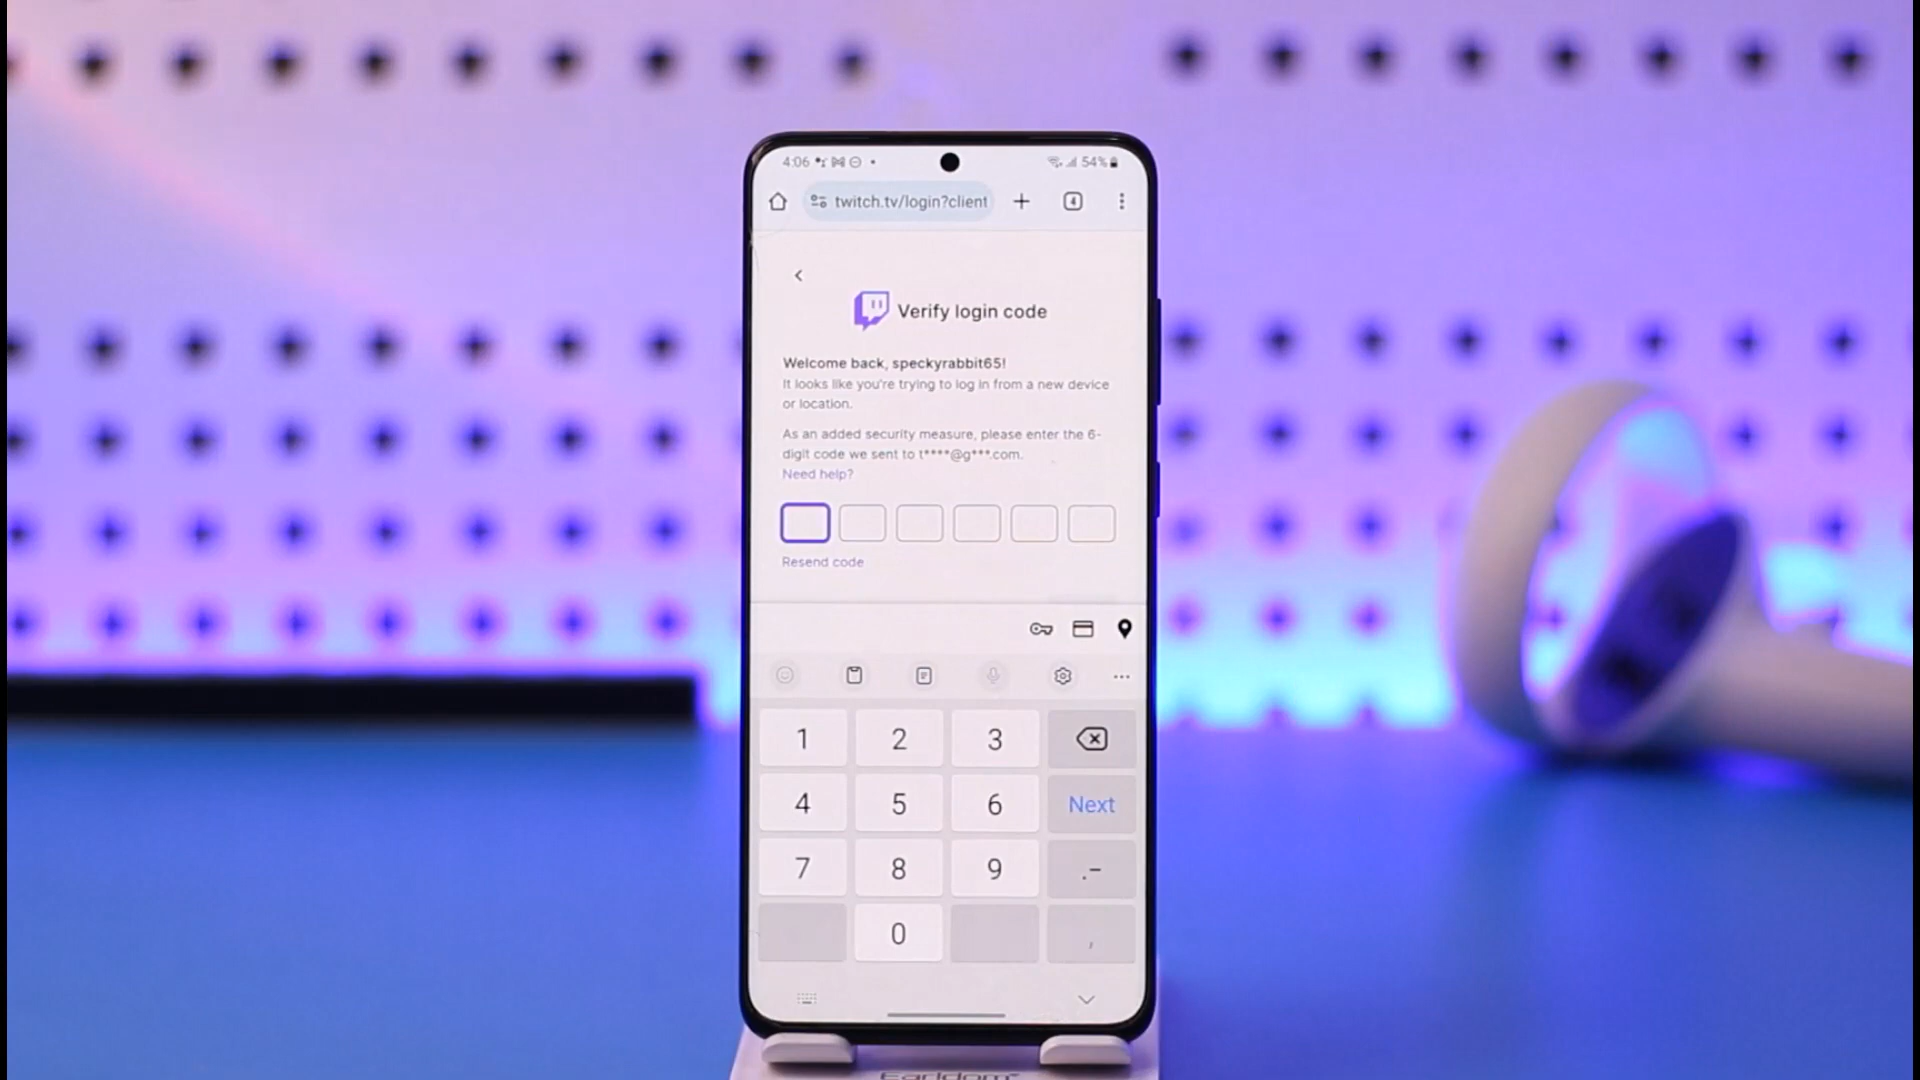 4:06 54%
twitch.tv/login?client 4
Verify login code
Welcome back, speckyrabbit65!
It looks like you're trying to log in from a new device
or location.
As an added security measure, please enter the 6-
digit code we sent to t****@g***.com.
Need help?
Resend code
1 2 3
4 5 6 Next
7 8 9 .-
0 ,